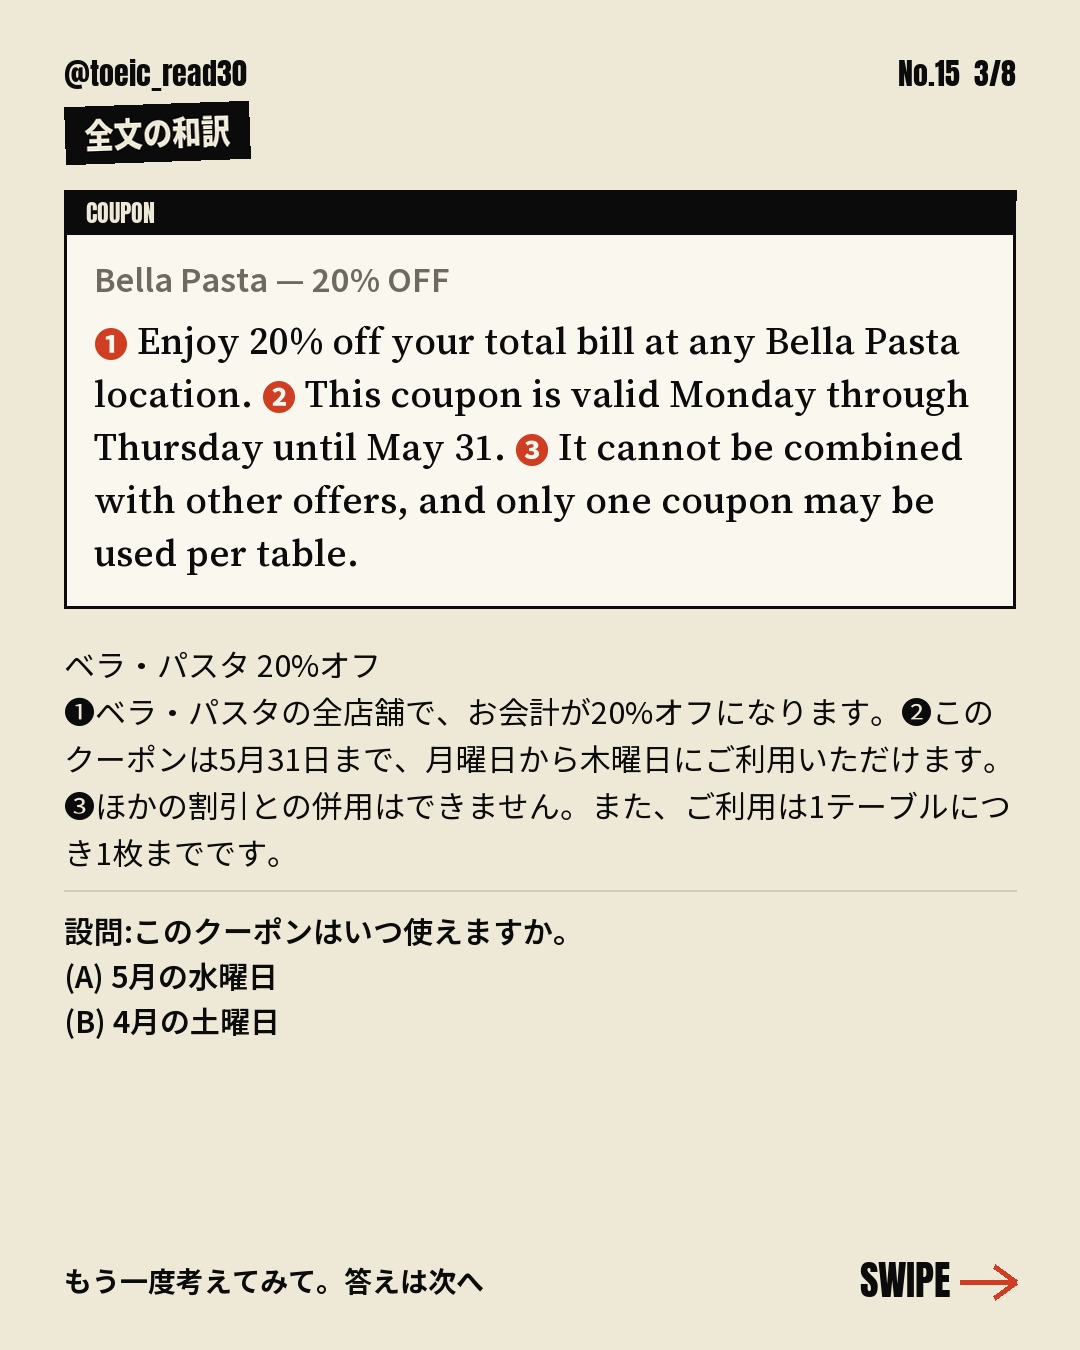 @toeic_read30
No.15 3/8
全文の和訳
COUPON
Bella Pasta — 20% OFF
❶ Enjoy 20% off your total bill at any Bella Pasta
location. ❷ This coupon is valid Monday through
Thursday until May 31. ❸ It cannot be combined
with other offers, and only one coupon may be
used per table.
ベラ・パスタ 20%オフ
❶ベラ・パスタの全店舗で、お会計が20%オフになります。❷この
クーポンは5月31日まで、月曜日から木曜日にご利用いただけます。
❸ほかの割引との併用はできません。また、ご利用は1テーブルにつ
き1枚までです。
設問:このクーポンはいつ使えますか。
(A) 5月の水曜日
(B) 4月の土曜日
もう一度考えてみて。答えは次へ
SWIPE